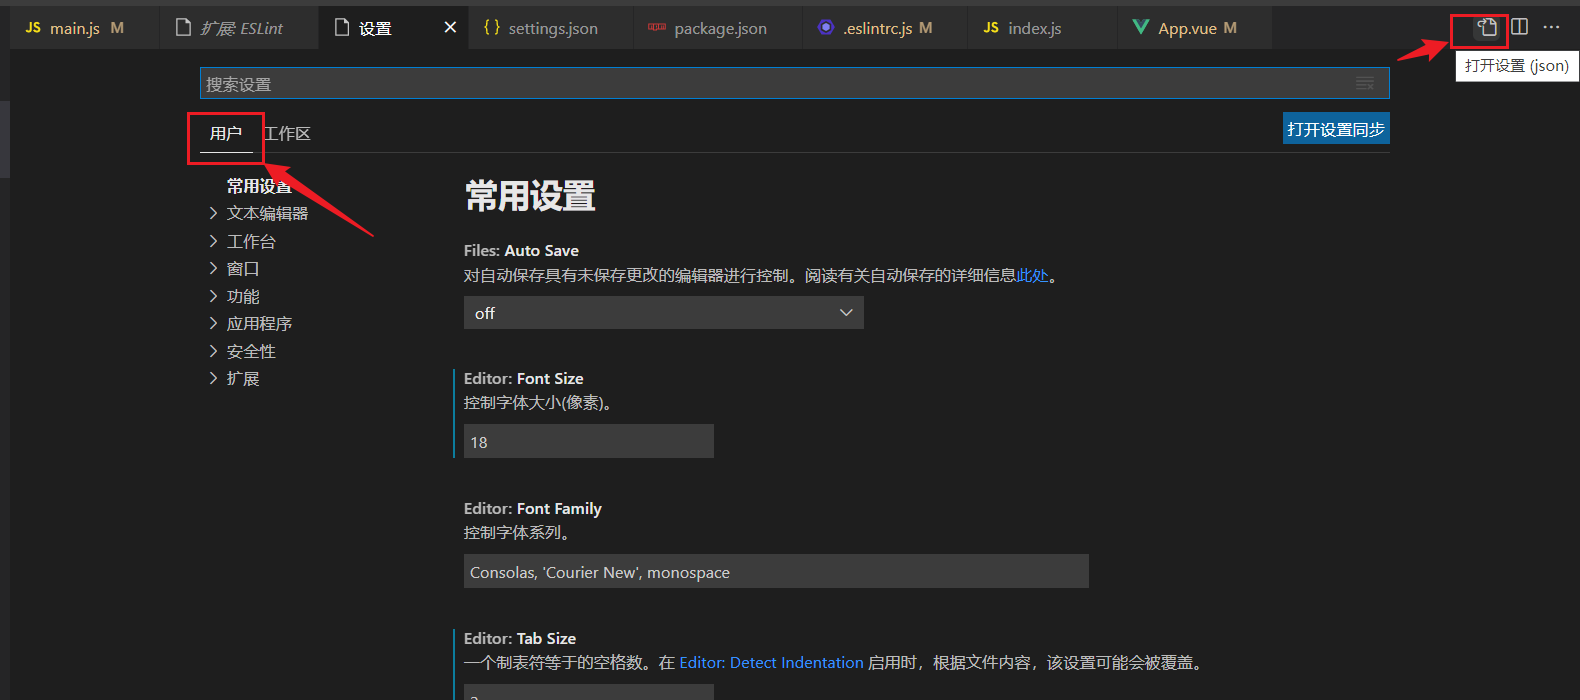 JS main.js M
扩展: ESLint
设置
{} settings.json
npm package.json
.eslintrc.js M
JS index.js
App.vue M
打开设置 (json)
搜索设置
用户
工作区
打开设置同步
常用设置
文本编辑器
工作台
窗口
功能
应用程序
安全性
扩展
常用设置
Files: Auto Save
对自动保存具有未保存更改的编辑器进行控制。阅读有关自动保存的详细信息此处。
off
Editor: Font Size
控制字体大小(像素)。
18
Editor: Font Family
控制字体系列。
Consolas, 'Courier New', monospace
Editor: Tab Size
一个制表符等于的空格数。在 Editor: Detect Indentation 启用时，根据文件内容，该设置可能会被覆盖。